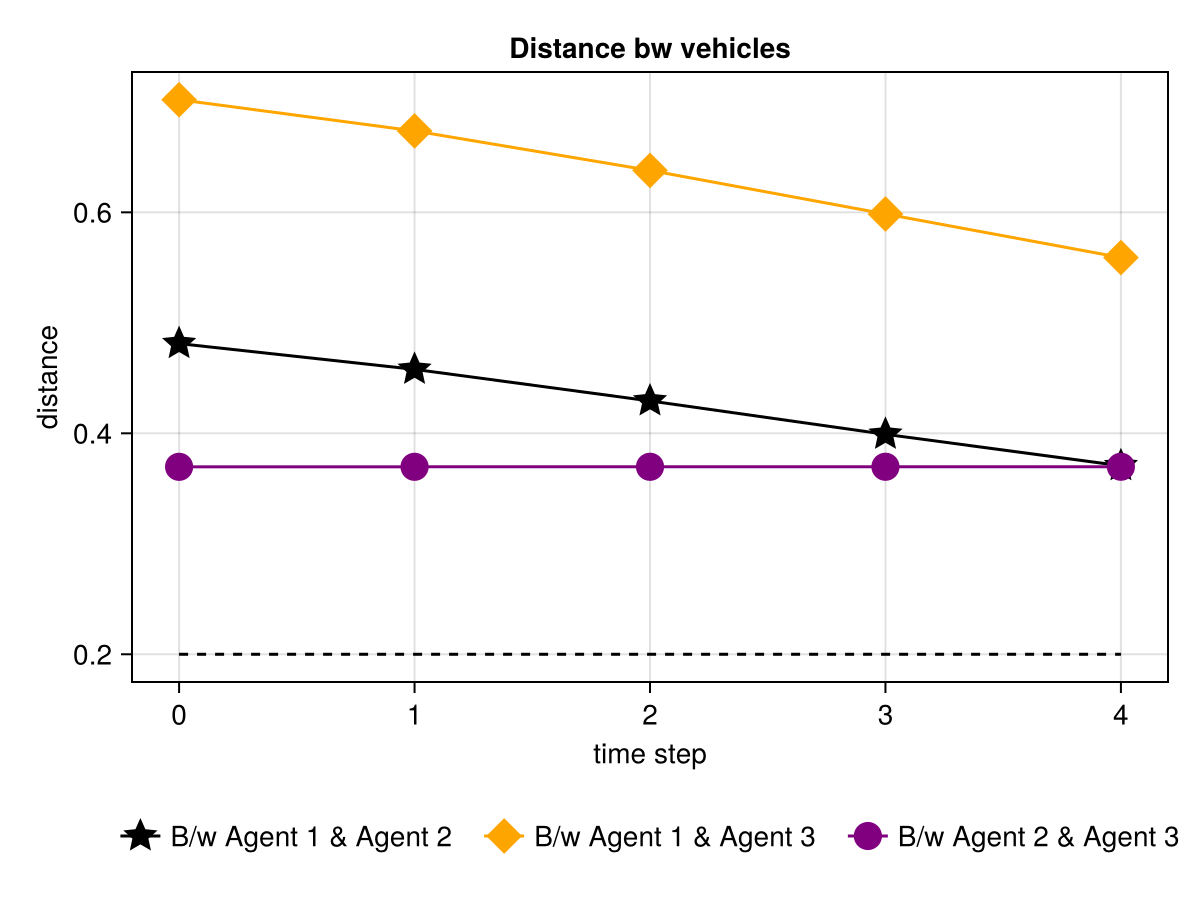 Distance bw vehicles
0.6
0.4
0.2
distance
0 1 2 3 4
time step
B/w Agent 1 & Agent 2 B/w Agent 1 & Agent 3 B/w Agent 2 & Agent 3